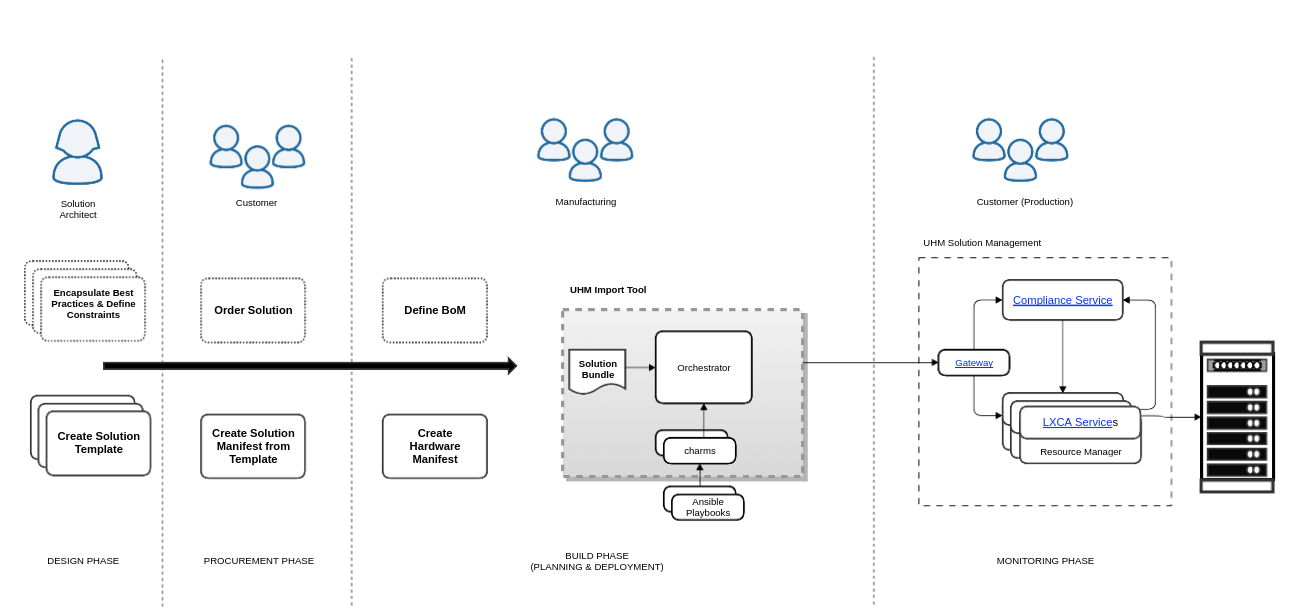 Solution
Architect
Customer
Manufacturing
Customer (Production)
UHM Solution Management
Encapsulate Best
Practices & Define
Constraints
Order Solution
Define BoM
UHM Import Tool
Solution
Bundle
Orchestrator
charms
Ansible
Playbooks
Compliance Service
Gateway
LXCA Services
Resource Manager
Create Solution
Template
Create Solution
Manifest from
Template
Create
Hardware
Manifest
DESIGN PHASE
PROCUREMENT PHASE
BUILD PHASE
(PLANNING & DEPLOYMENT)
MONITORING PHASE